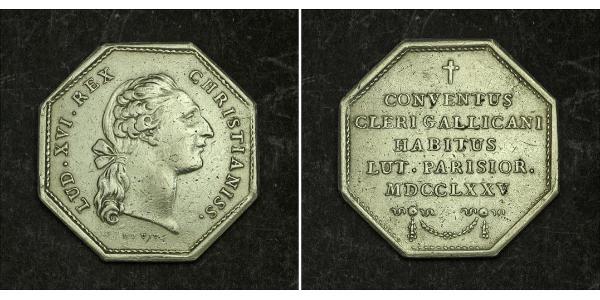 LUD. XVI. REX CHRISTIANISS.
CONVENTUS
CLERI GALLICANI
HABITUS
LUT. PARISIOR.
MDCCLXXV